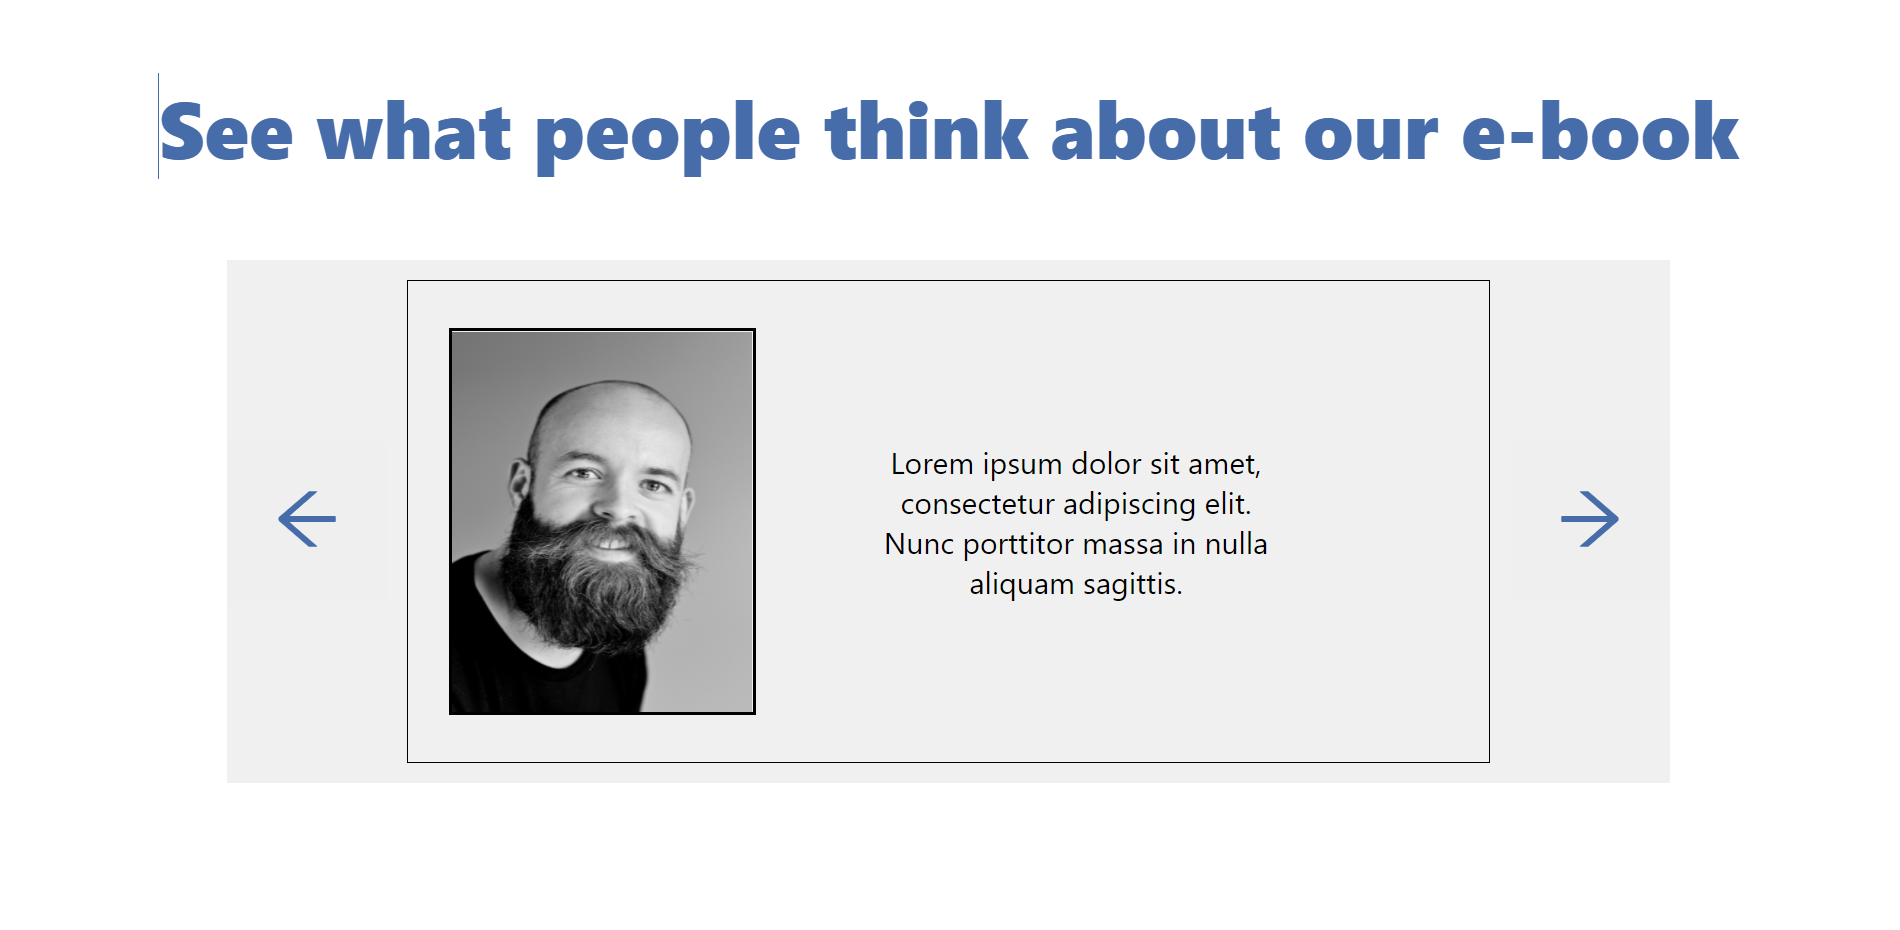 See what people think about our e-book
Lorem ipsum dolor sit amet,
consectetur adipiscing elit.
Nunc porttitor massa in nulla
aliquam sagittis.